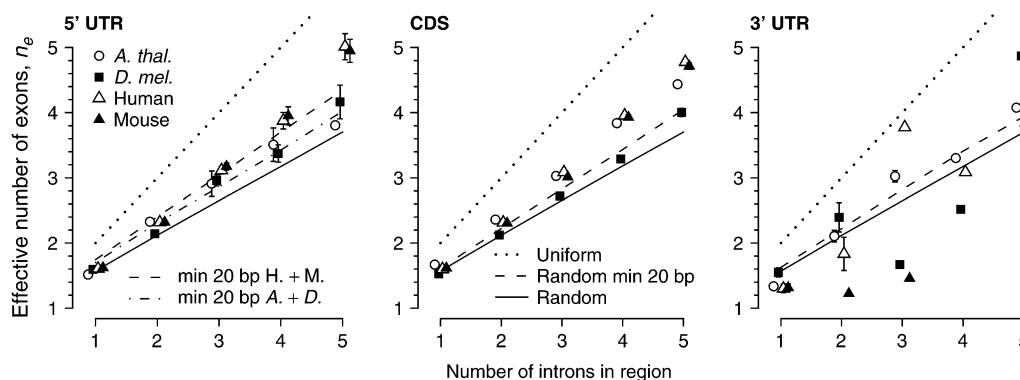 5' UTR
CDS
3' UTR
Effective number of exons, nₑ
5
4
3
2
1
A. thal.
D. mel.
Human
Mouse
min 20 bp H. + M.
min 20 bp A. + D.
1 2 3 4 5
5
4
3
2
1
Uniform
Random min 20 bp
Random
1 2 3 4 5
5
4
3
2
1
1 2 3 4
Number of introns in region